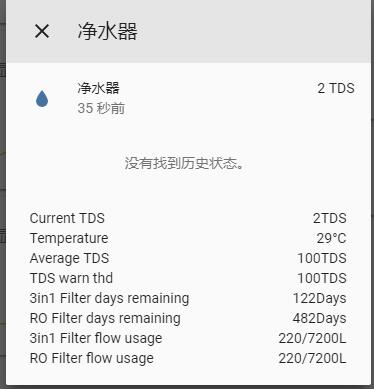 净水器
净水器 2 TDS
35 秒前
没有找到历史状态。
Current TDS 2TDS
Temperature 29°C
Average TDS 100TDS
TDS warn thd 100TDS
3in1 Filter days remaining 122Days
RO Filter days remaining 482Days
3in1 Filter flow usage 220/7200L
RO Filter flow usage 220/7200L